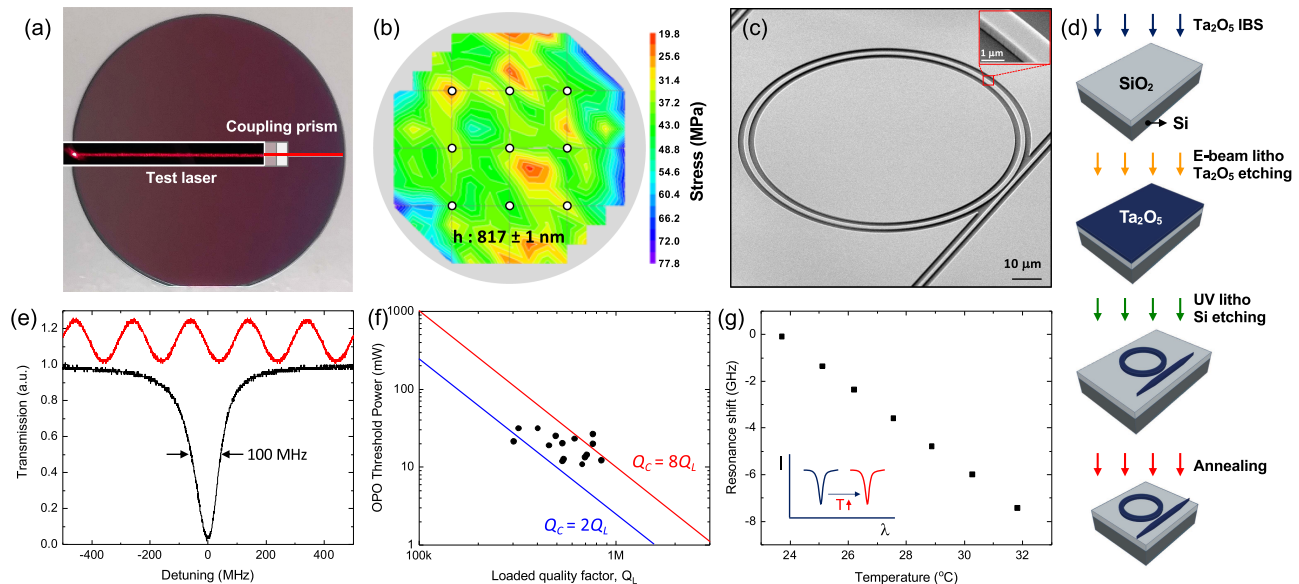 (a)
Coupling prism
Test laser
(b)
h : 817 ± 1 nm
19.8
25.6
31.4
37.2
43.0
48.8
54.6
60.4
66.2
72.0
77.8
Stress (MPa)
(c)
1 μm
10 μm
(d)
Ta₂O₅ IBS
SiO₂
Si
E-beam litho
Ta₂O₅ etching
Ta₂O₅
UV litho
Si etching
Annealing
(e)
Transmission (a.u.)
1.2
1.0
0.8
0.6
0.4
0.2
0.0
100 MHz
-400
-200
0
200
400
Detuning (MHz)
(f)
OPO Threshold Power (mW)
1000
100
10
1
Q_C = 8Q_L
Q_C = 2Q_L
100k
1M
Loaded quality factor, Q_L
(g)
Resonance shift (GHz)
0
-2
-4
-6
-8
I
T
λ
24
26
28
30
32
Temperature (°C)